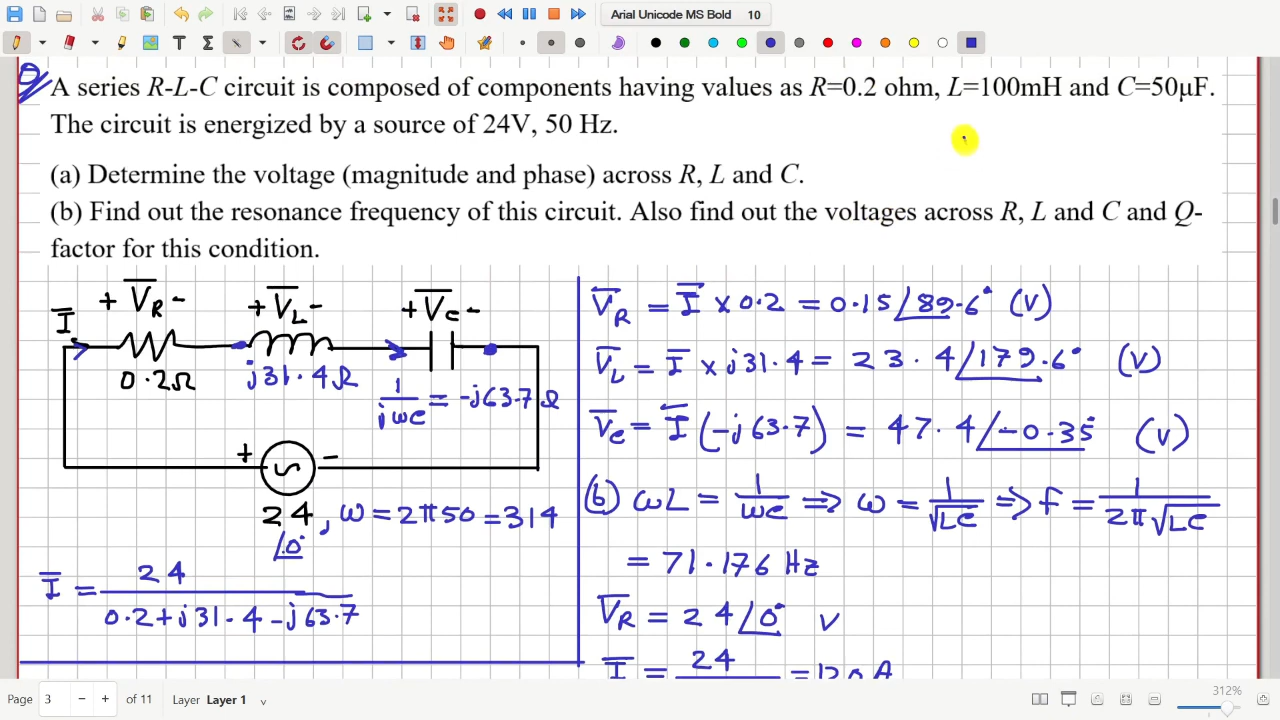 Arial Unicode MS Bold 10
A series R-L-C circuit is composed of components having values as R=0.2 ohm, L=100mH and C=50μF.
The circuit is energized by a source of 24V, 50 Hz.
(a) Determine the voltage (magnitude and phase) across R, L and C.
(b) Find out the resonance frequency of this circuit. Also find out the voltages across R, L and C and Q-
factor for this condition.
+ V̅R - + V̅L - + V̅C -
I̅
0.2Ω j31.4Ω 1/jωC = -j63.7 Ω
+ -
24 , ω = 2π50 = 314
∠0°
I̅ = 24 / (0.2 + j31.4 - j63.7)
V̅R = I̅ × 0.2 = 0.15 ∠89.6° (V)
V̅L = I̅ × j31.4 = 23.4 ∠179.6° (V)
V̅C = I̅ (-j63.7) = 47.4 ∠-0.35° (V)
(b) ωL = 1/ωC ⇒ ω = 1/√LC ⇒ f = 1/2π√LC
= 71.176 Hz
V̅R = 24 ∠0° V
I̅ = 24 = 120 A
Page 3 - + of 11 Layer Layer 1 312%